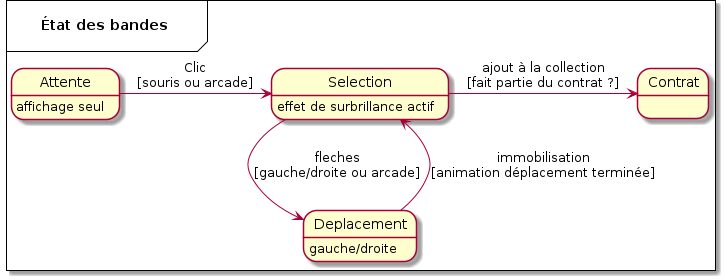 État des bandes
Attente
affichage seul
Clic
[souris ou arcade]
Selection
effet de surbrillance actif
ajout à la collection
[fait partie du contrat ?]
Contrat
fleches
[gauche/droite ou arcade]
immobilisation
[animation déplacement terminée]
Deplacement
gauche/droite